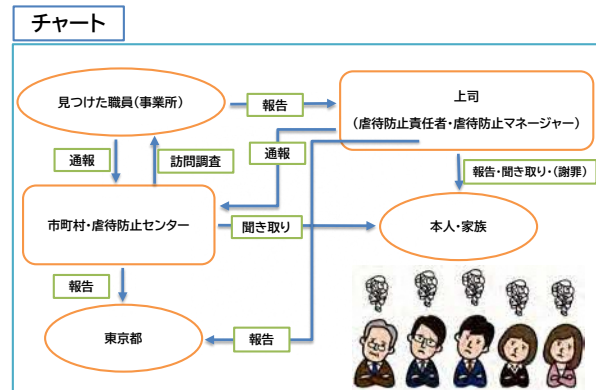 チャート
見つけた職員(事業所)
報告
上司
(虐待防止責任者・虐待防止マネージャー)
通報
訪問調査
通報
報告・聞き取り・(謝罪)
市町村・虐待防止センター
聞き取り
本人・家族
報告
東京都
報告